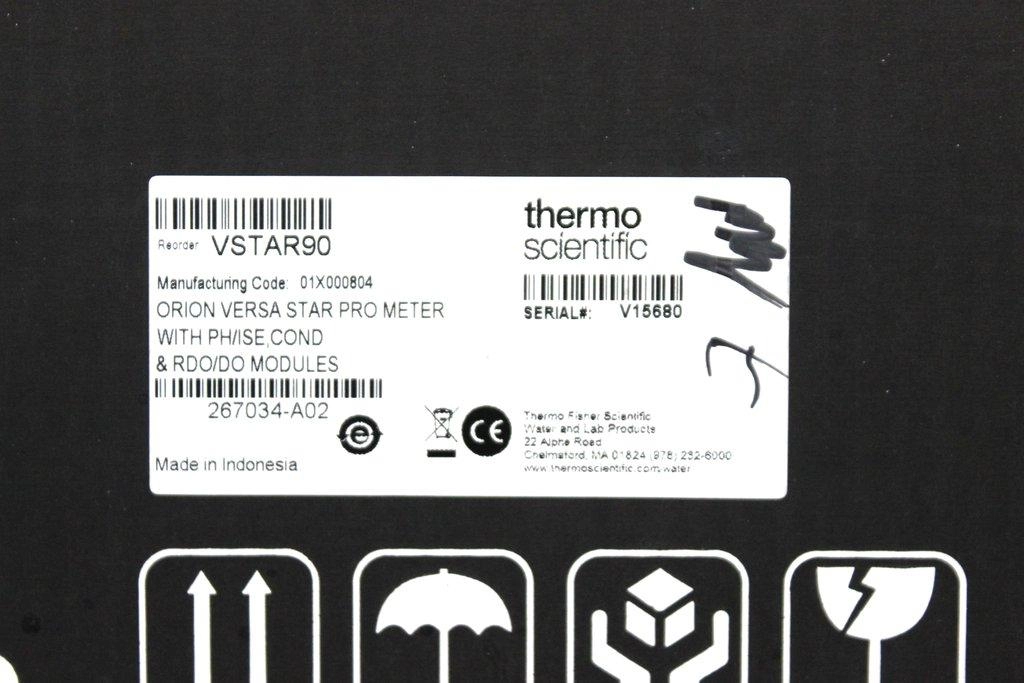 Reorder VSTAR90
Manufacturing Code: 01X000804
ORION VERSA STAR PRO METER
WITH PH/ISE,COND
& RDO/DO MODULES
267034-A02
Made in Indonesia
thermo
scientific
SERIAL#: V15680
e
CE
Thermo Fisher Scientific
Water and Lab Products
22 Alpha Road
Chelmsford, MA 01824 (978) 232-6000
www.thermoscientific.com/water
7